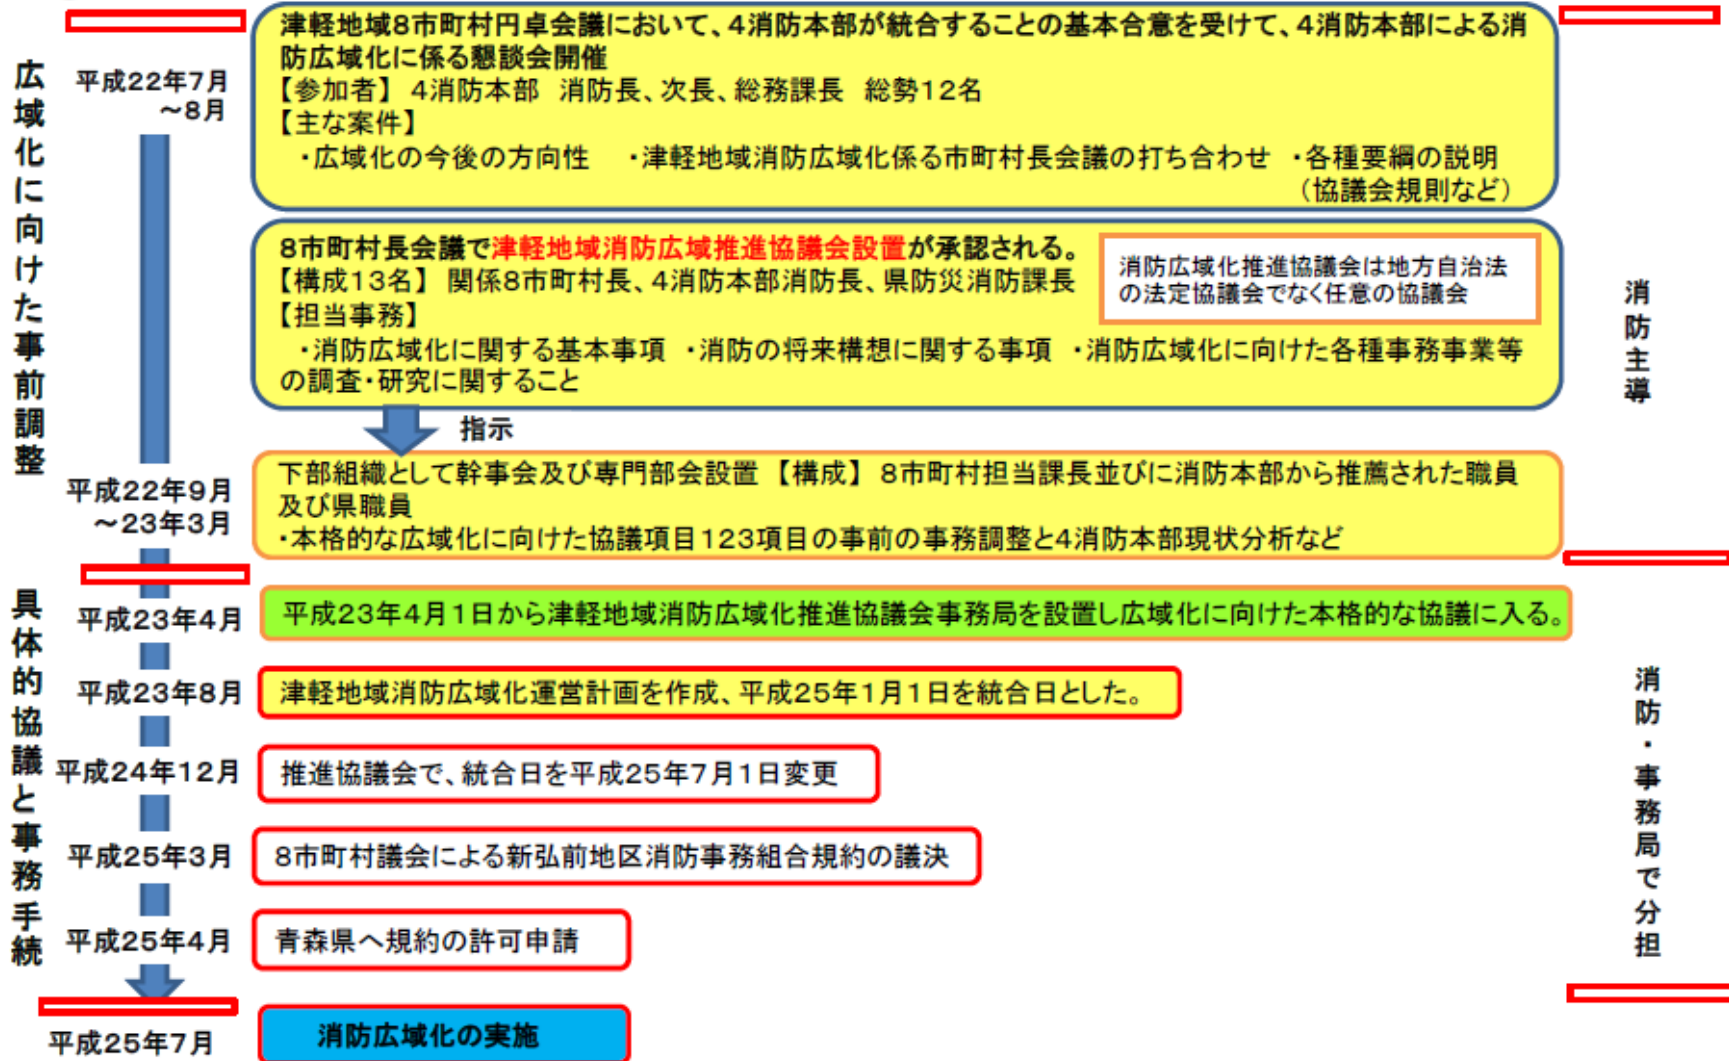 広域化に向けた事前調整
平成22年7月
～8月
津軽地域8市町村円卓会議において、4消防本部が統合することの基本合意を受けて、4消防本部による消
防広域化に係る懇談会開催
【参加者】 4消防本部 消防長、次長、総務課長 総勢12名
【主な案件】
・広域化の今後の方向性 ・津軽地域消防広域化係る市町村長会議の打ち合わせ ・各種要綱の説明
（協議会規則など）
8市町村長会議で津軽地域消防広域推進協議会設置が承認される。
【構成13名】 関係8市町村長、4消防本部消防長、県防災消防課長
【担当事務】
・消防広域化に関する基本事項 ・消防の将来構想に関する事項 ・消防広域化に向けた各種事務事業等
の調査・研究に関すること
消防広域化推進協議会は地方自治法
の法定協議会でなく任意の協議会
消防主導
指示
平成22年9月
～23年3月
下部組織として幹事会及び専門部会設置 【構成】 8市町村担当課長並びに消防本部から推薦された職員
及び県職員
・本格的な広域化に向けた協議項目123項目の事前の事務調整と4消防本部現状分析など
具体的協議と事務手続
平成23年4月
平成23年4月1日から津軽地域消防広域化推進協議会事務局を設置し広域化に向けた本格的な協議に入る。
平成23年8月
津軽地域消防広域化運営計画を作成、平成25年1月1日を統合日とした。
平成24年12月
推進協議会で、統合日を平成25年7月1日変更
平成25年3月
8市町村議会による新弘前地区消防事務組合規約の議決
平成25年4月
青森県へ規約の許可申請
消防・事務局で分担
平成25年7月
消防広域化の実施